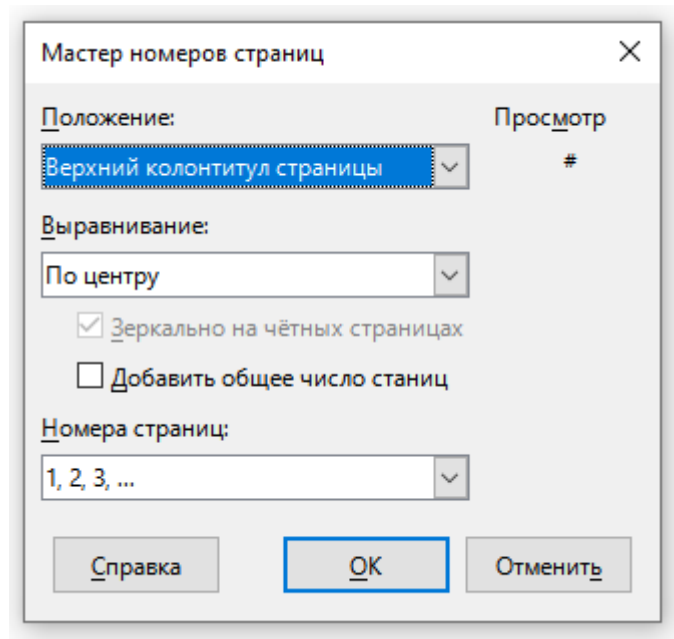 Мастер номеров страниц
Положение:
Просмотр
Верхний колонтитул страницы
#
Выравнивание:
По центру
Зеркально на чётных страницах
Добавить общее число станиц
Номера страниц:
1, 2, 3, ...
Справка
OK
Отменить